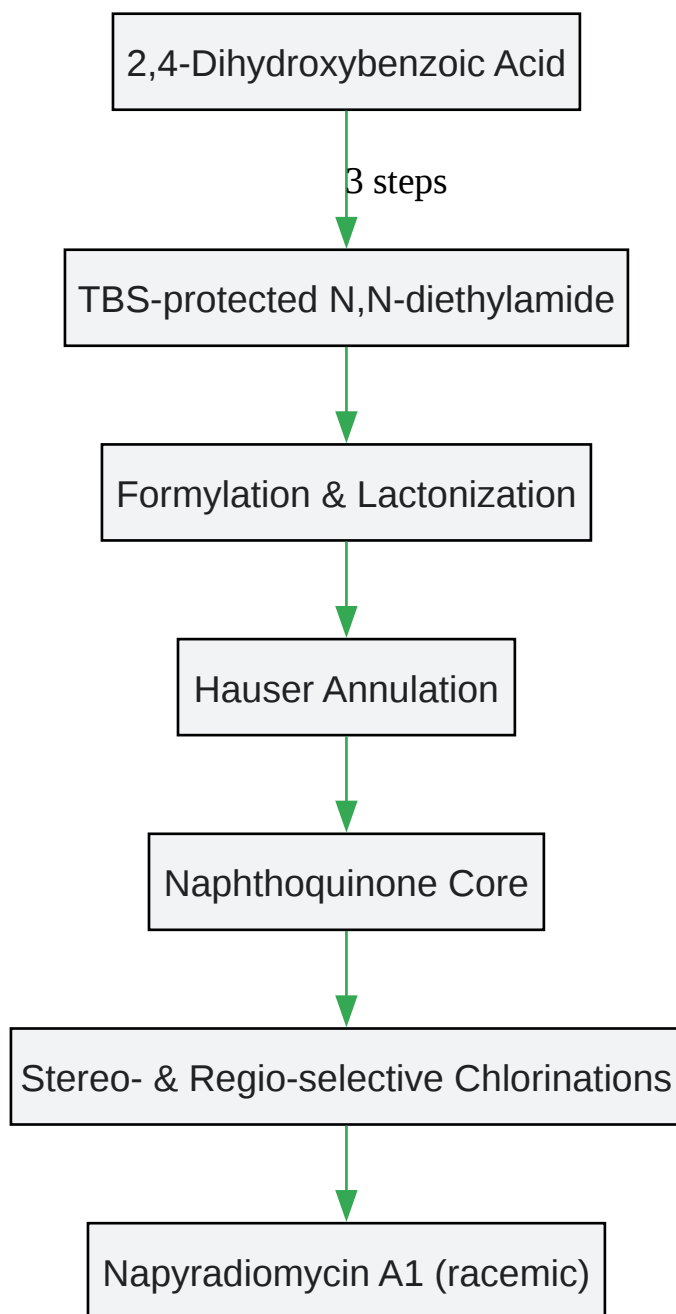 2,4-Dihydroxybenzoic Acid
3 steps
TBS-protected N,N-diethylamide
Formylation & Lactonization
Hauser Annulation
Naphthoquinone Core
Stereo- & Regio-selective Chlorinations
Napyradiomycin A1 (racemic)